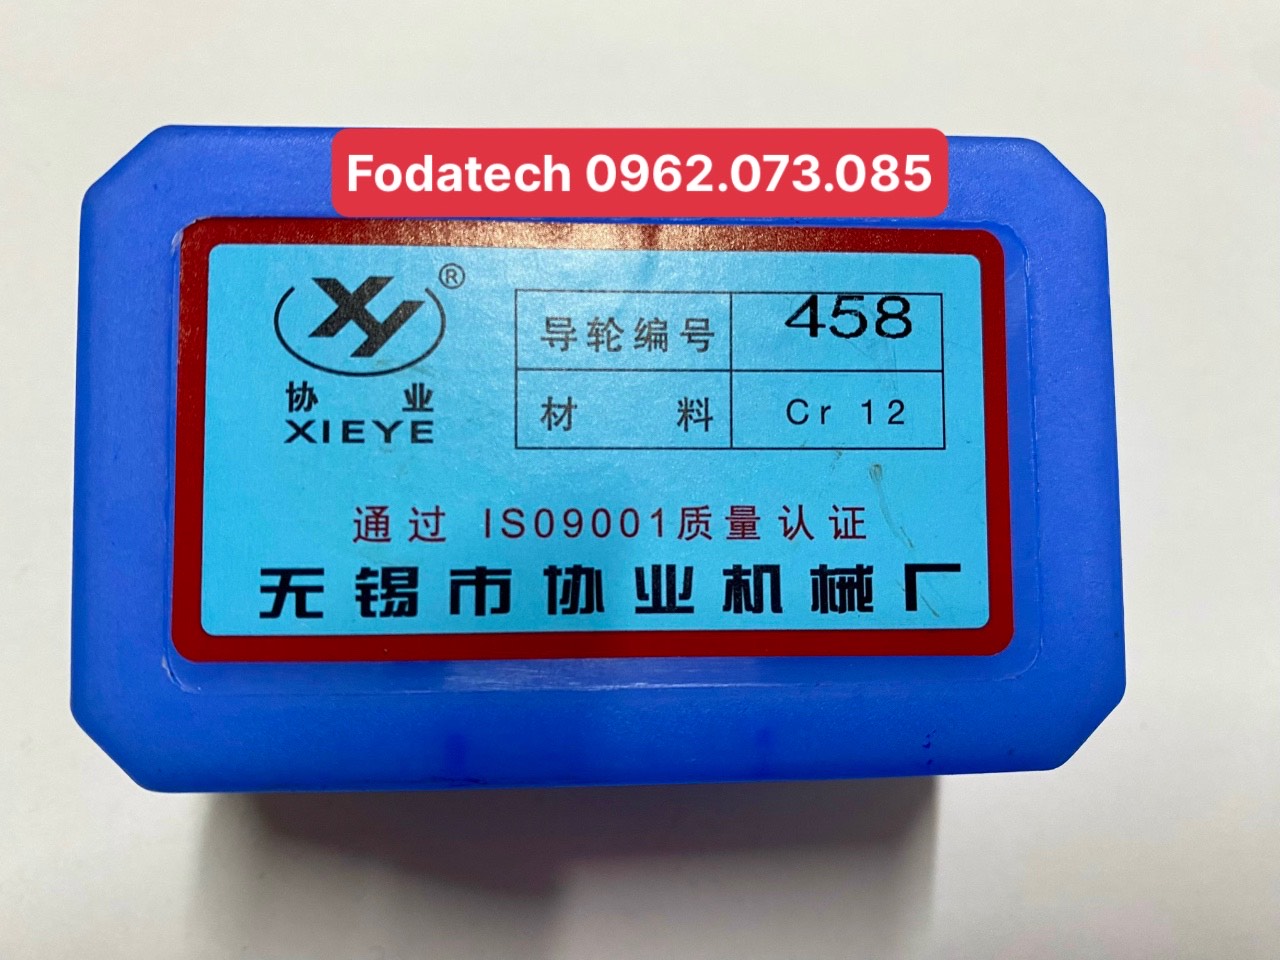 Fodatech 0962.073.085
XY®
协业
XIEYE
导轮编号 458
材料 Cr 12
通过 ISO9001质量认证
无锡市协业机械厂